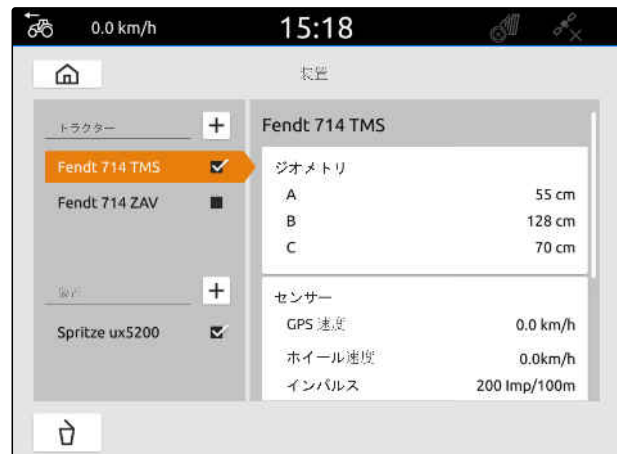 0.0 km/h
15:18
装置
トラクター
Fendt 714 TMS
Fendt 714 ZAV
装置
Spritze ux5200
Fendt 714 TMS
ジオメトリ
A 55 cm
B 128 cm
C 70 cm
センサー
GPS 速度 0.0 km/h
ホイール速度 0.0km/h
インパルス 200 Imp/100m